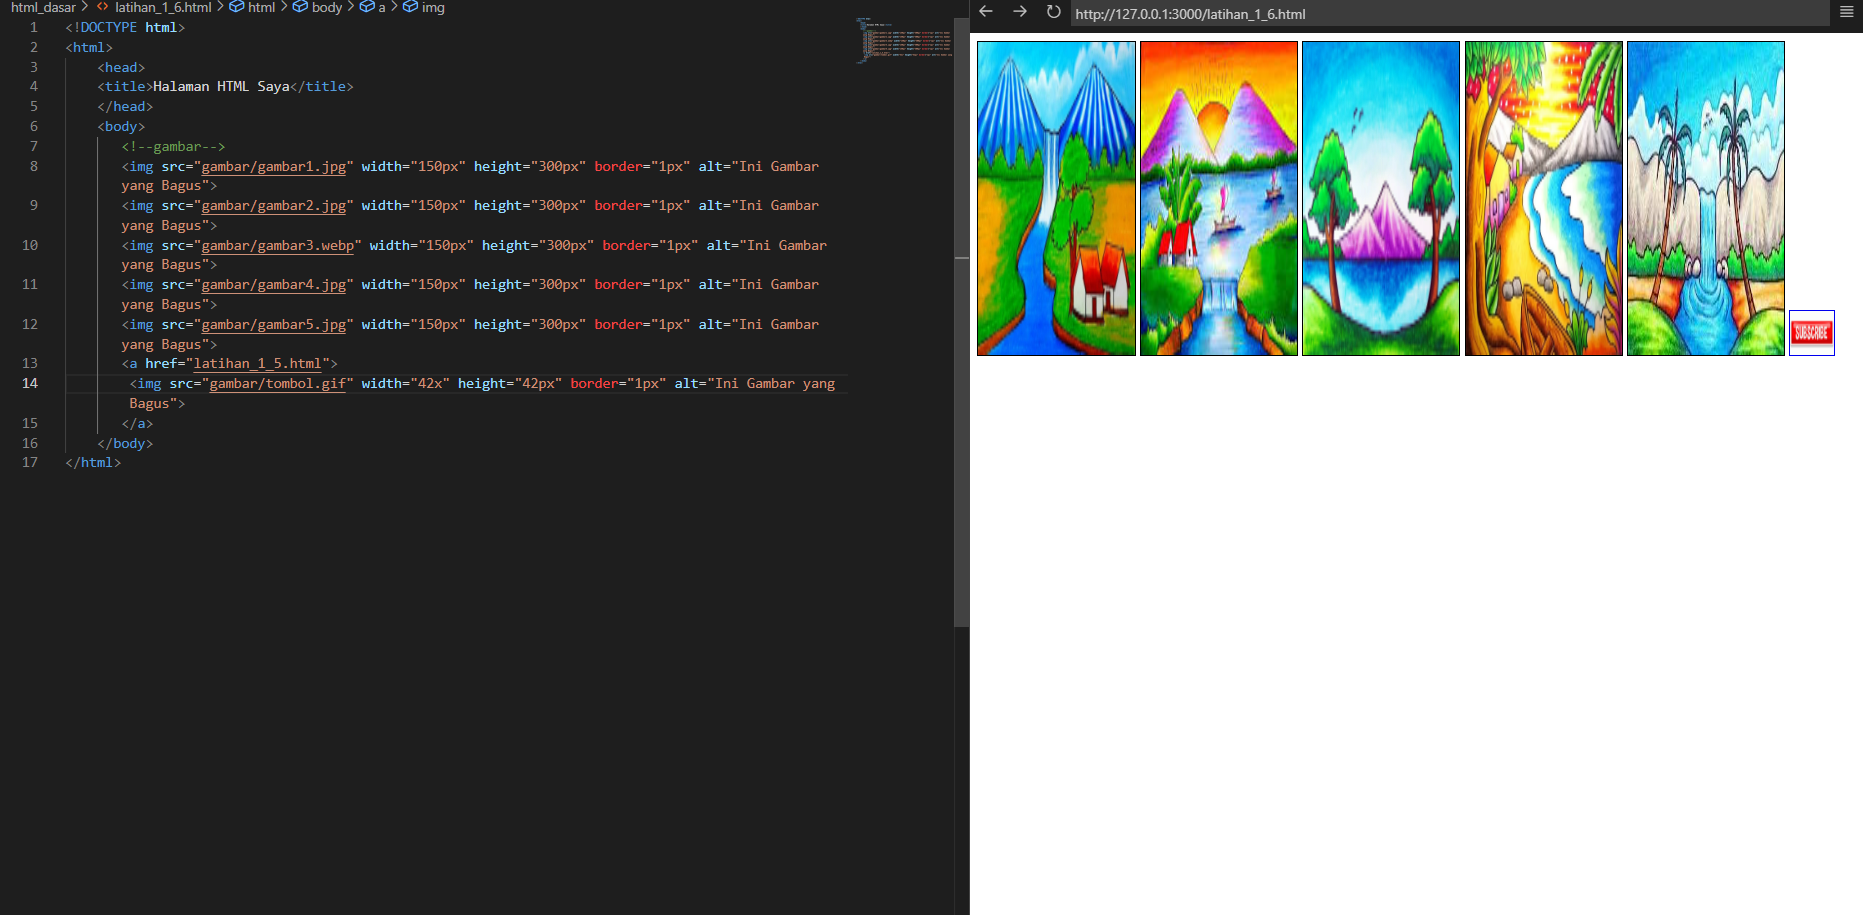 html_dasar > <> latihan_1_6.html > html > body > a > img
1 <!DOCTYPE html>
2 <html>
3 <head>
4 <title>Halaman HTML Saya</title>
5 </head>
6 <body>
7 <!--gambar-->
8 <img src="gambar/gambar1.jpg" width="150px" height="300px" border="1px" alt="Ini Gambar
yang Bagus">
9 <img src="gambar/gambar2.jpg" width="150px" height="300px" border="1px" alt="Ini Gambar
yang Bagus">
10 <img src="gambar/gambar3.webp" width="150px" height="300px" border="1px" alt="Ini Gambar
yang Bagus">
11 <img src="gambar/gambar4.jpg" width="150px" height="300px" border="1px" alt="Ini Gambar
yang Bagus">
12 <img src="gambar/gambar5.jpg" width="150px" height="300px" border="1px" alt="Ini Gambar
yang Bagus">
13 <a href="latihan_1_5.html">
14 <img src="gambar/tombol.gif" width="42x" height="42px" border="1px" alt="Ini Gambar yang
Bagus">
15 </a>
16 </body>
17 </html>
http://127.0.0.1:3000/latihan_1_6.html
SUBSCRIBE